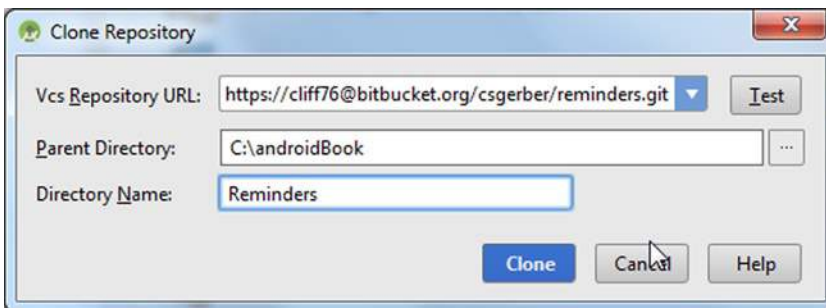 Clone Repository
Vcs Repository URL: https://cliff76@bitbucket.org/csgerber/reminders.git Test
Parent Directory: C:\androidBook ...
Directory Name: Reminders
Clone Cancel Help